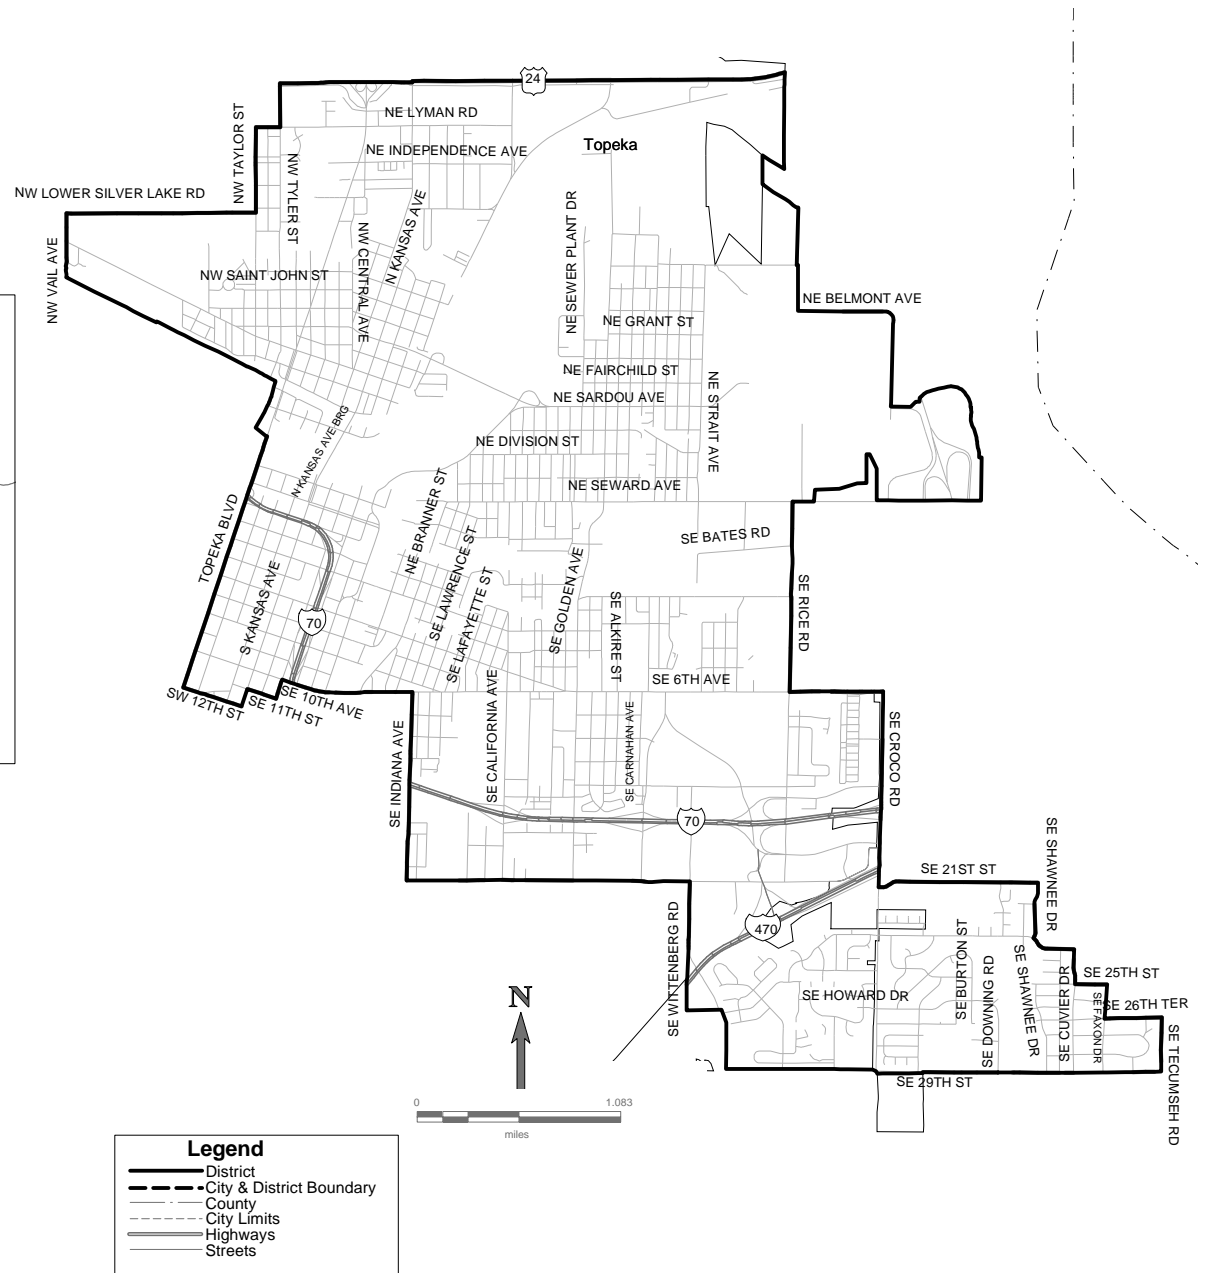 24
NE LYMAN RD
NW TAYLOR ST
Topeka
NE INDEPENDENCE AVE
NW LOWER SILVER LAKE RD
NW TYLER ST
NE SEWER PLANT DR
N KANSAS AVE
NW VAIL AVE
NW CENTRAL AVE
NW SAINT JOHN ST
NE BELMONT AVE
NE GRANT ST
NE FAIRCHILD ST
NE STRAIT AVE
NE SARDOU AVE
N KANSAS AVE BRG
NE DIVISION ST
NE SEWARD AVE
NE BRANNER ST
TOPEKA BLVD
SE BATES RD
SE LAWRENCE ST
SE GOLDEN AVE
SE LAFAYETTE ST
S KANSAS AVE
SE ALKIRE ST
SE RICE RD
70
SE 6TH AVE
SW 12TH ST
SE 11TH ST
SE 10TH AVE
SE CALIFORNIA AVE
SE CARNAHAN AVE
SE INDIANA AVE
SE CROCO RD
70
SE 21ST ST
SE SHAWNEE DR
SE WITTENBERG RD
470
SE BURTON ST
SE DOWNING RD
SE SHAWNEE DR
SE CUVIER DR
SE 25TH ST
SE FAXON DR
SE 26TH TER
SE HOWARD DR
SE TECUMSEH RD
SE 29TH ST
N
0 1.083
miles
Legend
District
City & District Boundary
County
City Limits
Highways
Streets